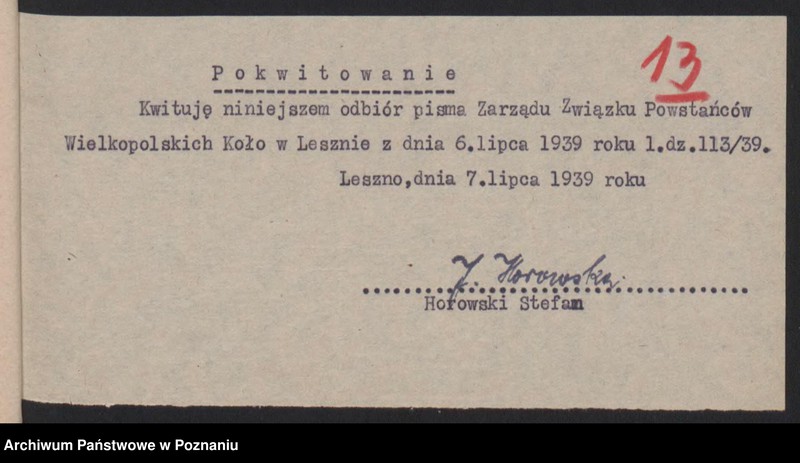 13
Pokwitowanie
Kwituję niniejszem odbiór pisma Zarządu Związku Powstańców
Wielkopolskich Koło w Lesznie z dnia 6.lipca 1939 roku l.dz.113/39.
Leszno,dnia 7.lipca 1939 roku
J. Horowska
Horowski Stefan
Archiwum Państwowe w Poznaniu